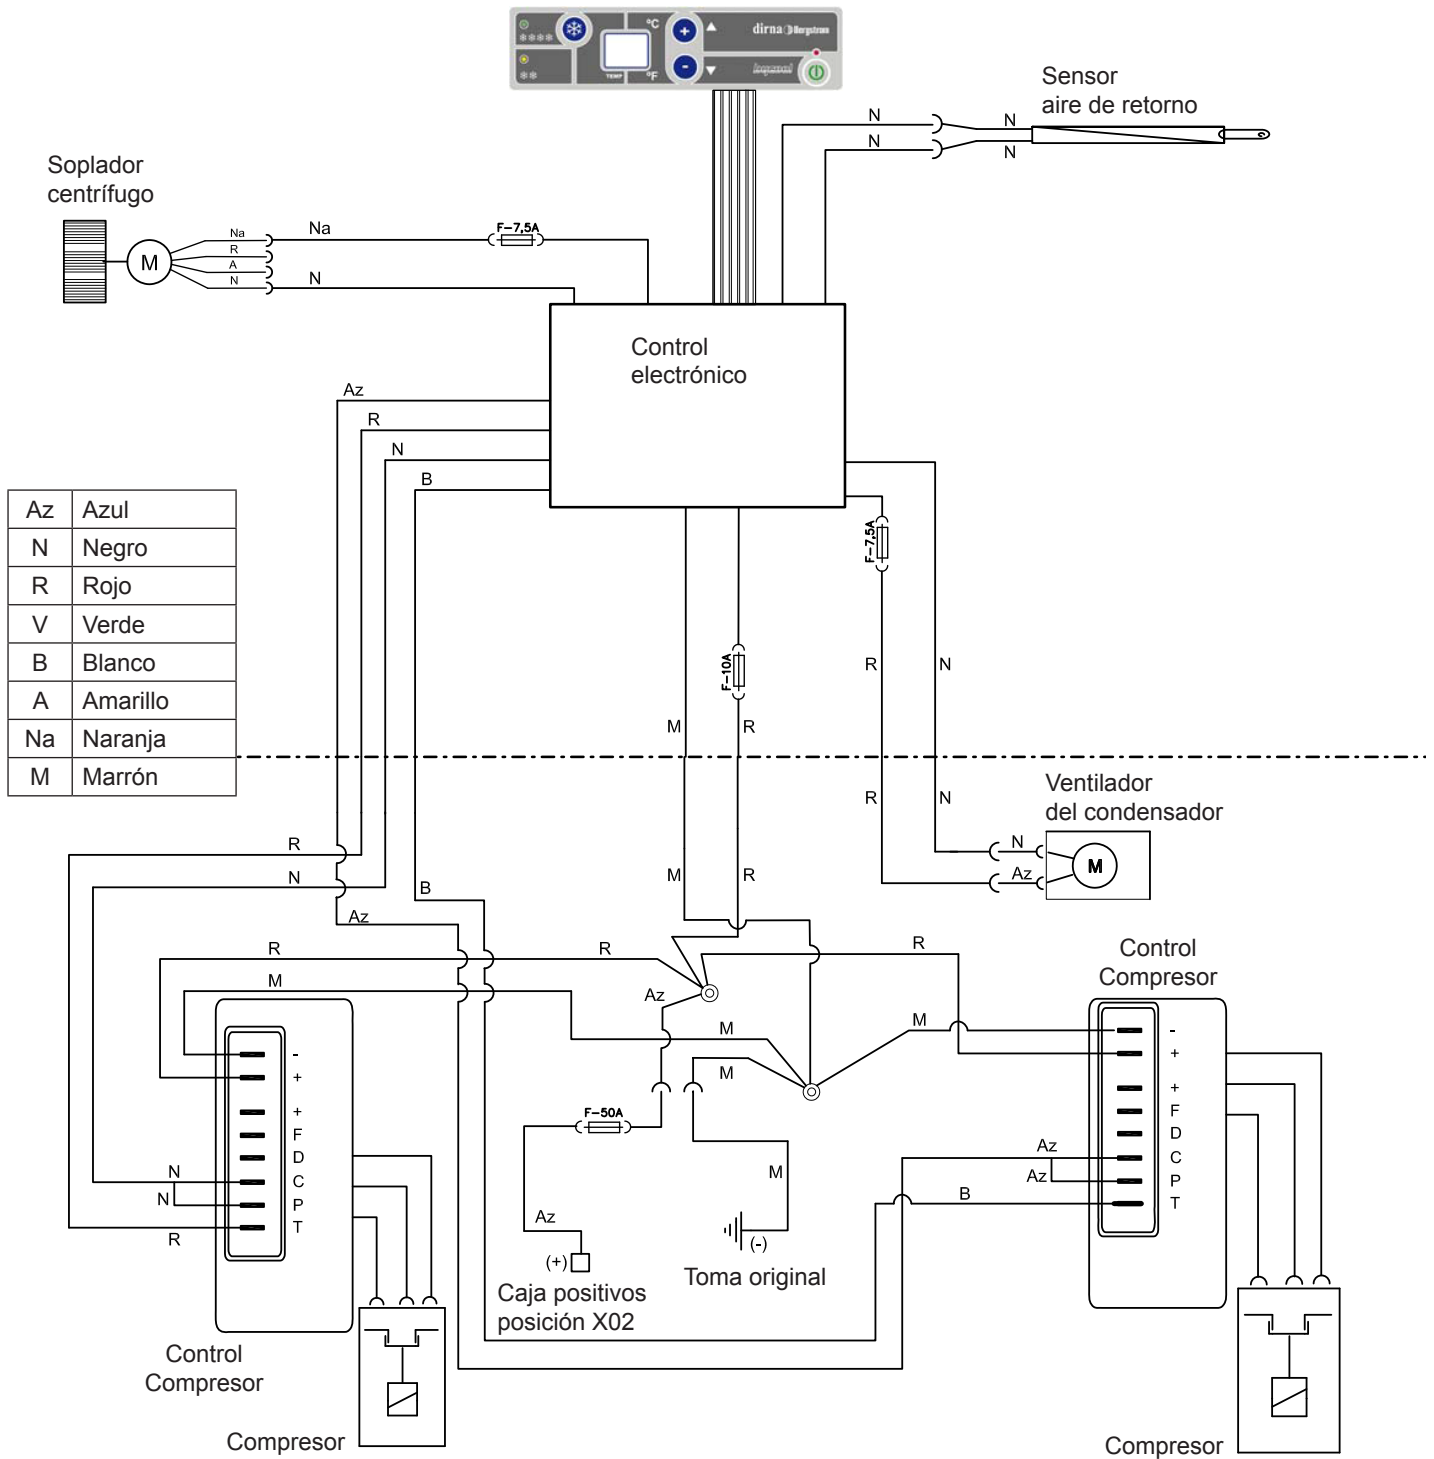 °C
dirna Bergstrom
TEMP
°F
Sensor
aire de retorno
N
N
N
N
Soplador
centrífugo
Na
R
A
N
Na
N
F-7,5A
M
Control
electrónico
Az
R
N
B
F-7,5A
F-10A
R
N
M
R
Az Azul
N Negro
R Rojo
V Verde
B Blanco
A Amarillo
Na Naranja
M Marrón
R
N
Ventilador
del condensador
N
Az
M
R
N
B
Az
M
R
R
R
R
M
Az
M
M
M
Control
Compresor
-
+
+
F
D
C
P
T
Az
Az
B
-
+
+
F
D
C
P
T
N
N
R
F-50A
Az
M
(+)
(-)
Caja positivos
posición X02
Toma original
Control
Compresor
Compresor
Compresor